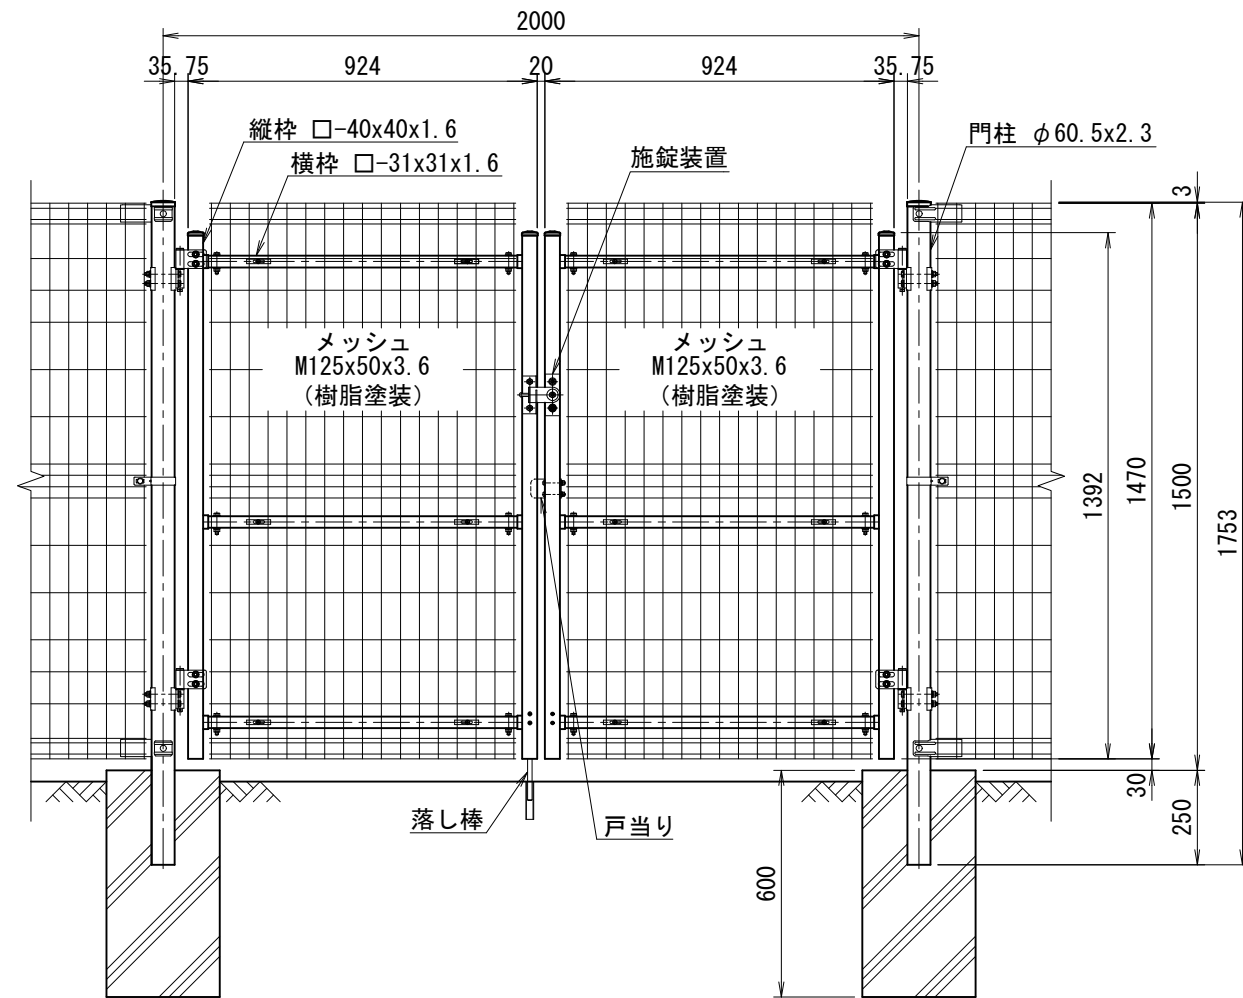 2000
35.75
924
20
924
35.75
縦枠 □-40x40x1.6
横枠 □-31x31x1.6
施錠装置
門柱 φ60.5x2.3
3
メッシュ
M125x50x3.6
（樹脂塗装）
メッシュ
M125x50x3.6
（樹脂塗装）
1392
1470
1500
1753
30
250
落し棒
戸当り
600